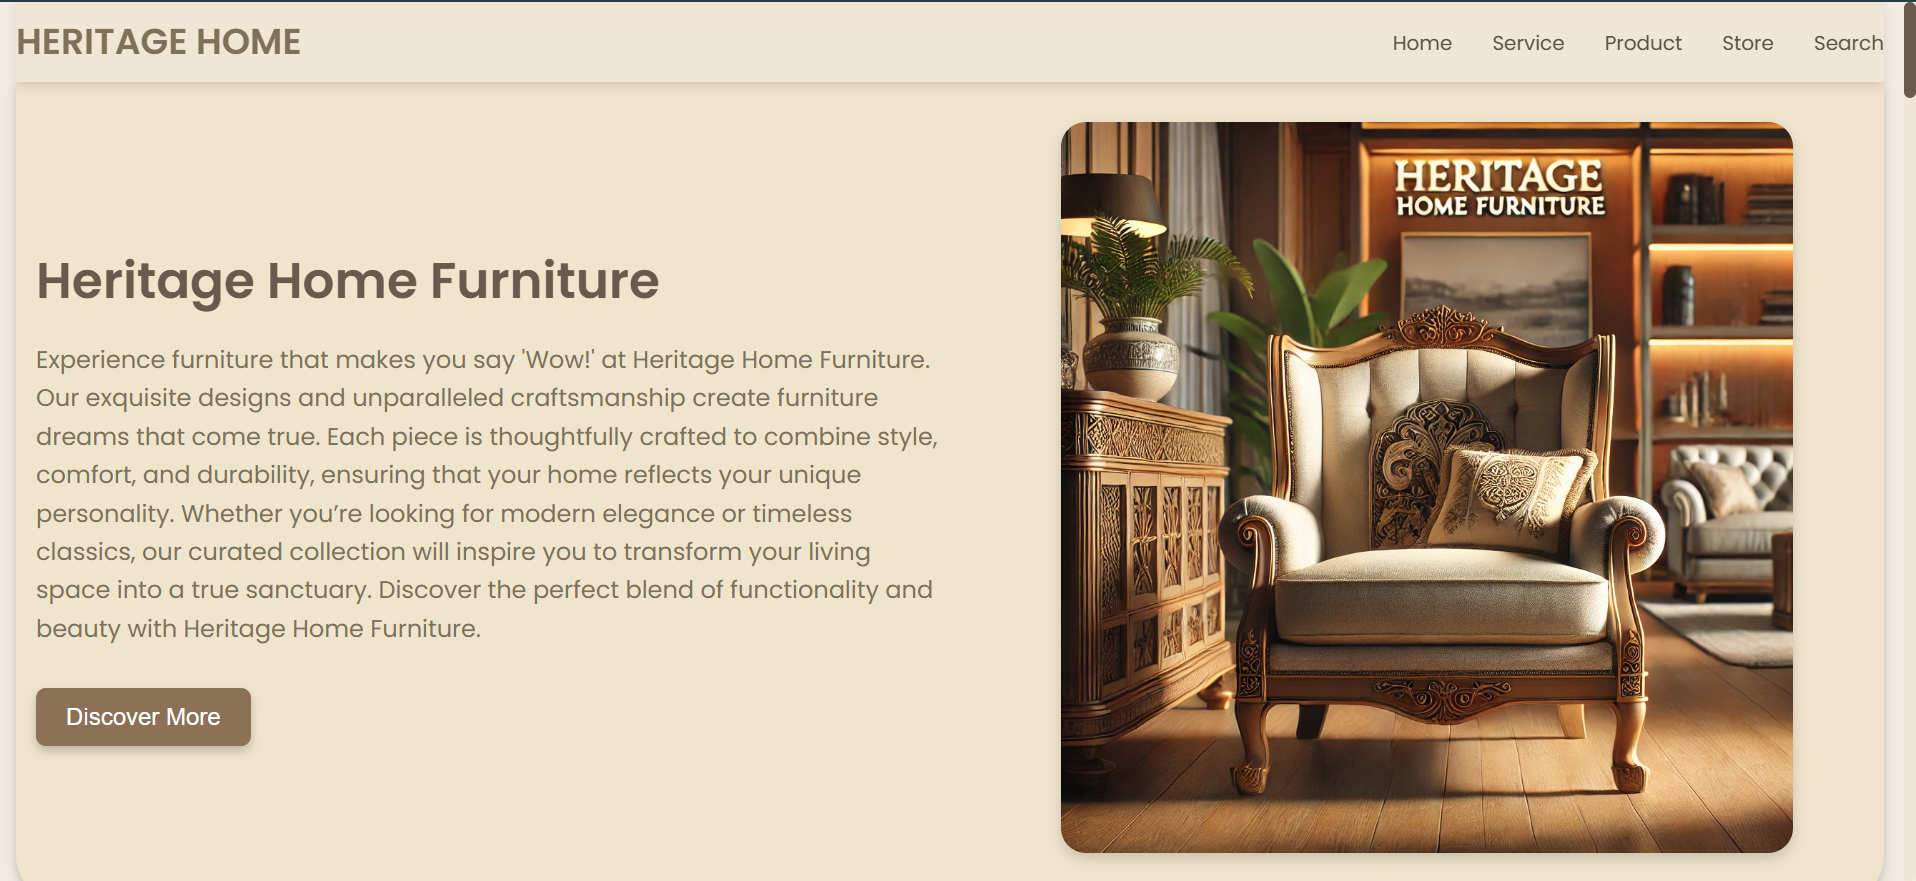 HERITAGE HOME
Home Service Product Store Search
Heritage Home Furniture
Experience furniture that makes you say 'Wow!' at Heritage Home Furniture.
Our exquisite designs and unparalleled craftsmanship create furniture
dreams that come true. Each piece is thoughtfully crafted to combine style,
comfort, and durability, ensuring that your home reflects your unique
personality. Whether you’re looking for modern elegance or timeless
classics, our curated collection will inspire you to transform your living
space into a true sanctuary. Discover the perfect blend of functionality and
beauty with Heritage Home Furniture.
Discover More
HERITAGE
HOME FURNITURE